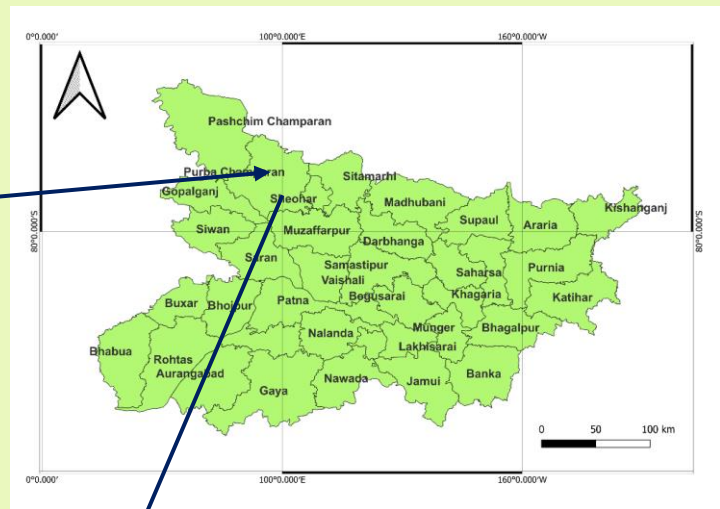 0°0.000' 100°0.000'E 160°0.000'W
Pashchim Champaran
Purba Champaran
Sitamarhi
Gopalganj
Sheohar
Madhubani
Kishanganj
Supaul
Araria
Siwan
Muzaffarpur
Darbhanga
80°0.000'S
80°0.000'S
Saran
Samastipur
Saharsa
Purnia
Vaishali
Buxar
Bhojpur
Patna
Begusarai
Khagaria
Katihar
Nalanda
Munger
Bhagalpur
Bhabua
Lakhisarai
Rohtas
Aurangabad
Gaya
Nawada
Jamui
Banka
0 50 100 km
0°0.000' 100°0.000'E 160°0.000'W